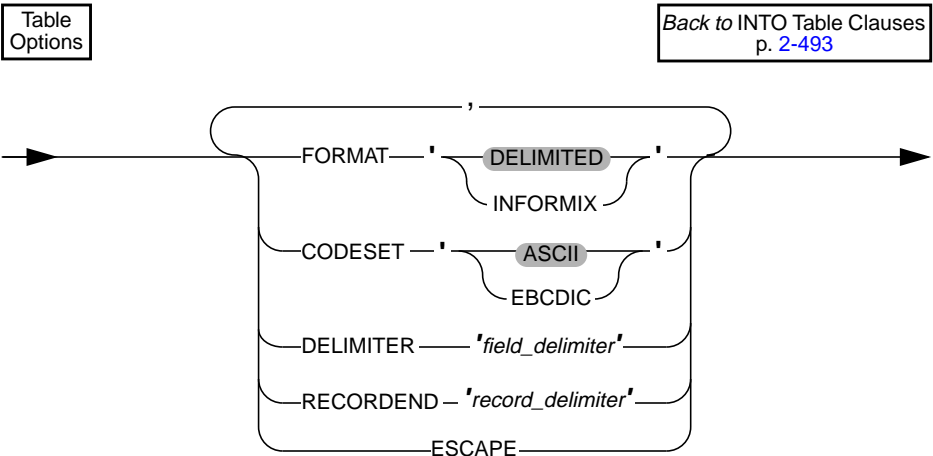 Table
Options
Back to INTO Table Clauses
p. 2-493
,
FORMAT ' DELIMITED '
INFORMIX
CODESET ' ASCII '
EBCDIC
DELIMITER 'field_delimiter'
RECORDEND 'record_delimiter'
ESCAPE